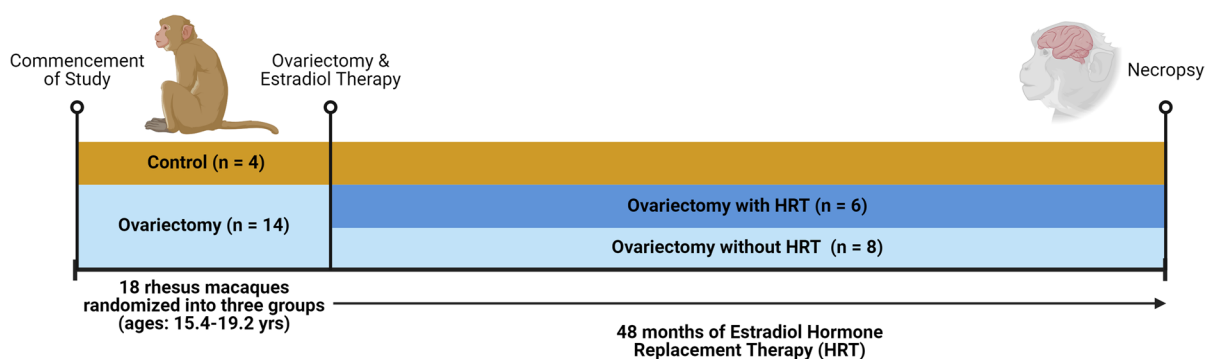 Commencement
of Study
Ovariectomy &
Estradiol Therapy
Necropsy
Control (n = 4)
Ovariectomy (n = 14)
Ovariectomy with HRT (n = 6)
Ovariectomy without HRT (n = 8)
18 rhesus macaques
randomized into three groups
(ages: 15.4-19.2 yrs)
48 months of Estradiol Hormone
Replacement Therapy (HRT)